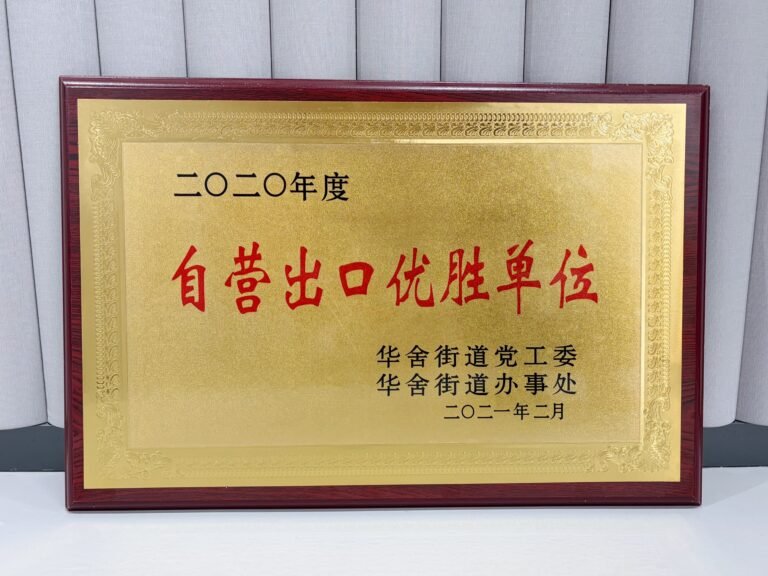 二〇二〇年度
自营出口优胜单位
华舍街道党工委
华舍街道办事处
二〇二一年二月